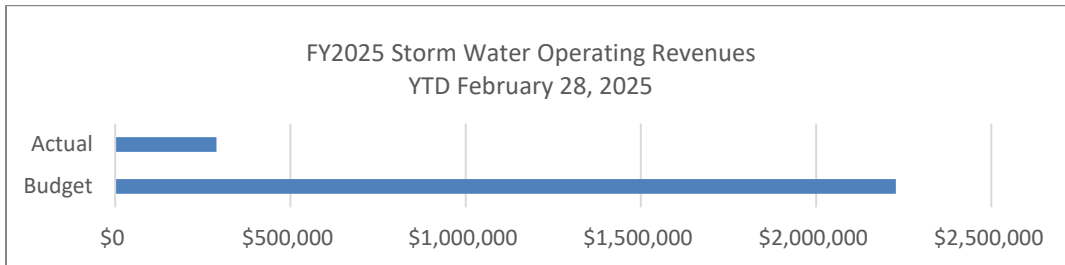 FY2025 Storm Water Operating Revenues
YTD February 28, 2025
Actual
Budget
$0 $500,000 $1,000,000 $1,500,000 $2,000,000 $2,500,000